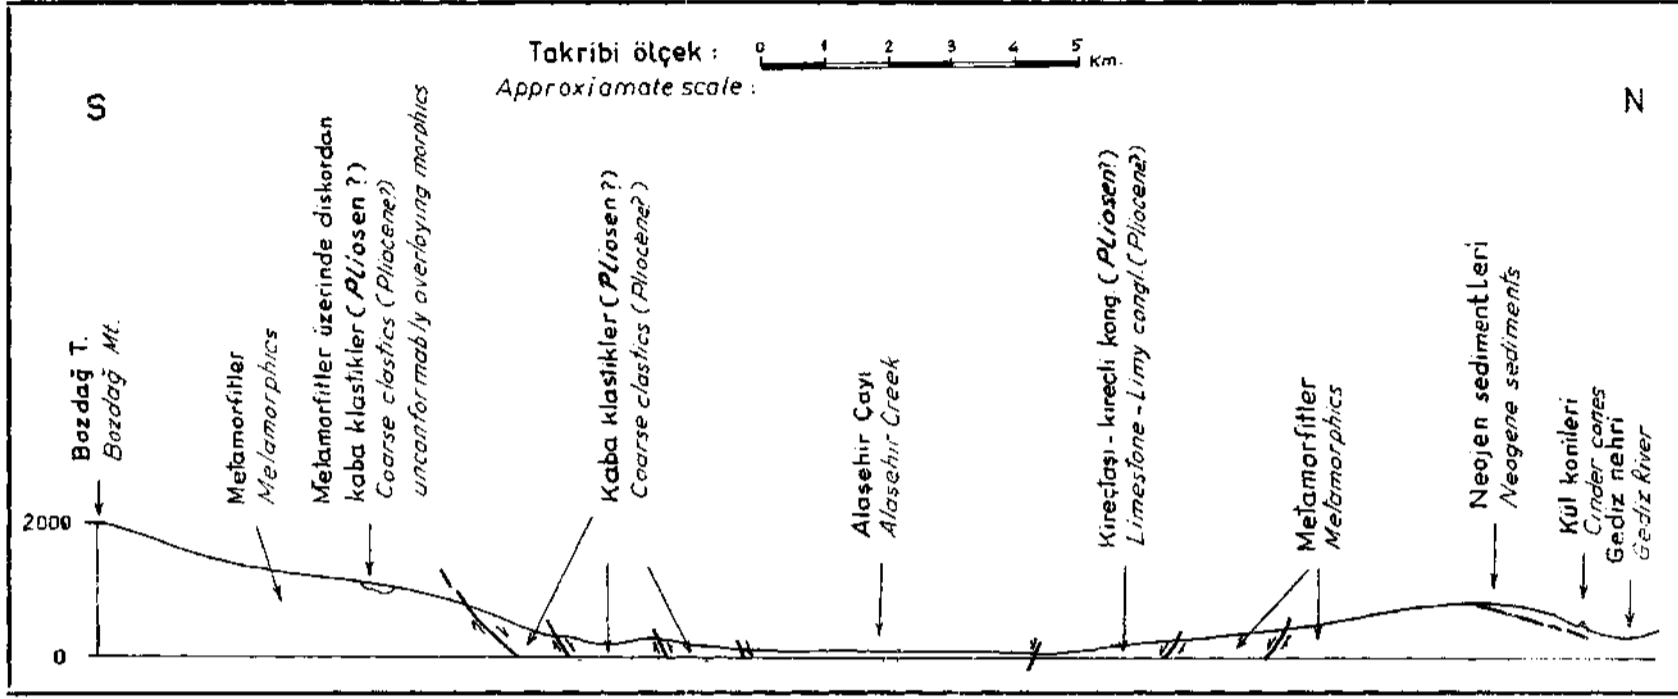 Takribi ölçek :
Approxiamate scale :
0 1 2 3 4 5 Km.
S
N
Bozdağ T.
Bozdağ Mt.
Metamorfitler
Melamorphics
Metamorfitler üzerinde diskordan
kaba klastikler (Pliosen ?)
Coarse clastics (Pliocene?)
unconformably overlaying morphics
Kaba klastikler (Pliosen ?)
Coarse clastics (Pliocene?)
Alaşehir Çayı
Alaşehir Creek
Kireçtaşı - kireçli kong. (Pliosen?)
Limestone - Limy congl. (Pliocene?)
Metamorfitler
Metamorphics
Neojen sedimentleri
Neogene sediments
Kül konileri
Cinder cones
Gediz nehri
Gediz River
2000
0